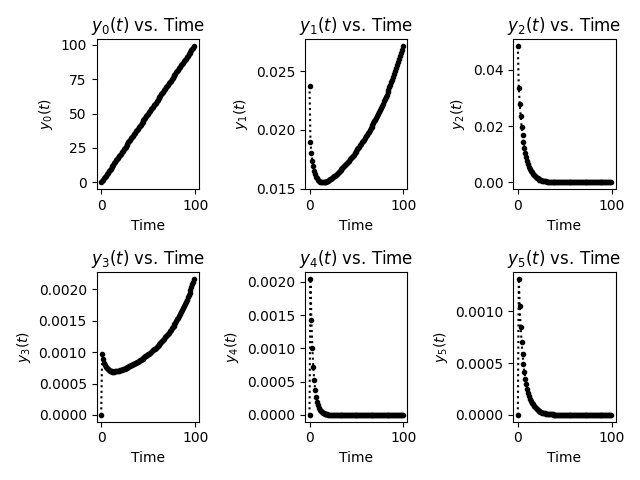 y₀(t) vs. Time
100
75
50
25
0
y₀(t)
0
100
Time
y₁(t) vs. Time
0.025
0.020
0.015
y₁(t)
0
100
Time
y₂(t) vs. Time
0.04
0.02
0.00
y₂(t)
0
100
Time
y₃(t) vs. Time
0.0020
0.0015
0.0010
0.0005
0.0000
y₃(t)
0
100
Time
y₄(t) vs. Time
0.0020
0.0015
0.0010
0.0005
0.0000
y₄(t)
0
100
Time
y₅(t) vs. Time
0.0010
0.0005
0.0000
y₅(t)
0
100
Time